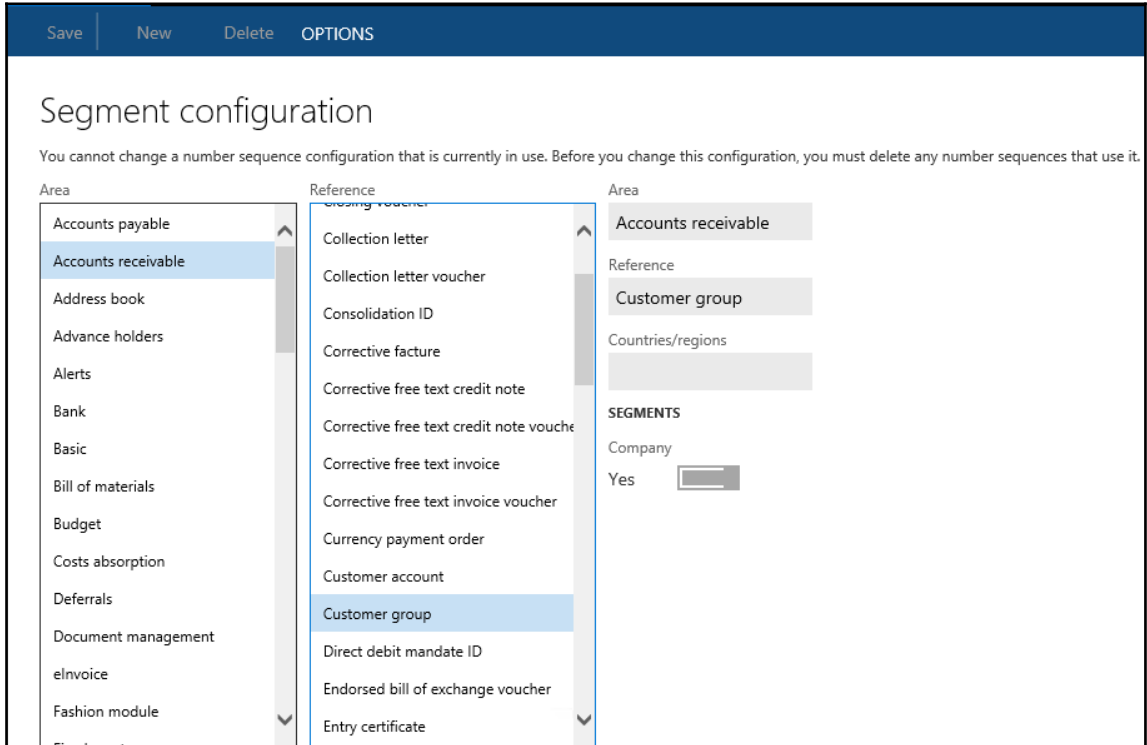 Save New Delete OPTIONS
Segment configuration
You cannot change a number sequence configuration that is currently in use. Before you change this configuration, you must delete any number sequences that use it.
Area
Accounts payable
Accounts receivable
Address book
Advance holders
Alerts
Bank
Basic
Bill of materials
Budget
Costs absorption
Deferrals
Document management
eInvoice
Fashion module
Reference
Closing voucher
Collection letter
Collection letter voucher
Consolidation ID
Corrective facture
Corrective free text credit note
Corrective free text credit note vouche
Corrective free text invoice
Corrective free text invoice voucher
Currency payment order
Customer account
Customer group
Direct debit mandate ID
Endorsed bill of exchange voucher
Entry certificate
Area
Accounts receivable
Reference
Customer group
Countries/regions
SEGMENTS
Company
Yes